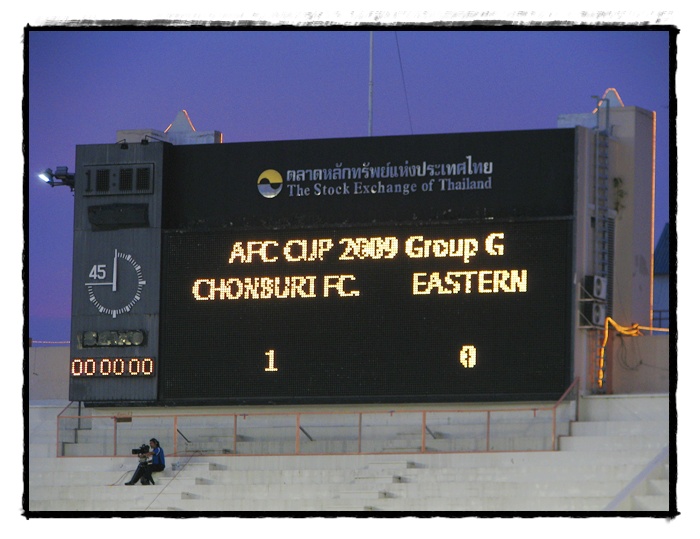 ตลาดหลักทรัพย์แห่งประเทศไทย
The Stock Exchange of Thailand
AFC CUP 2009 Group G
CHONBURI FC. EASTERN
1 0
45
00:00:00